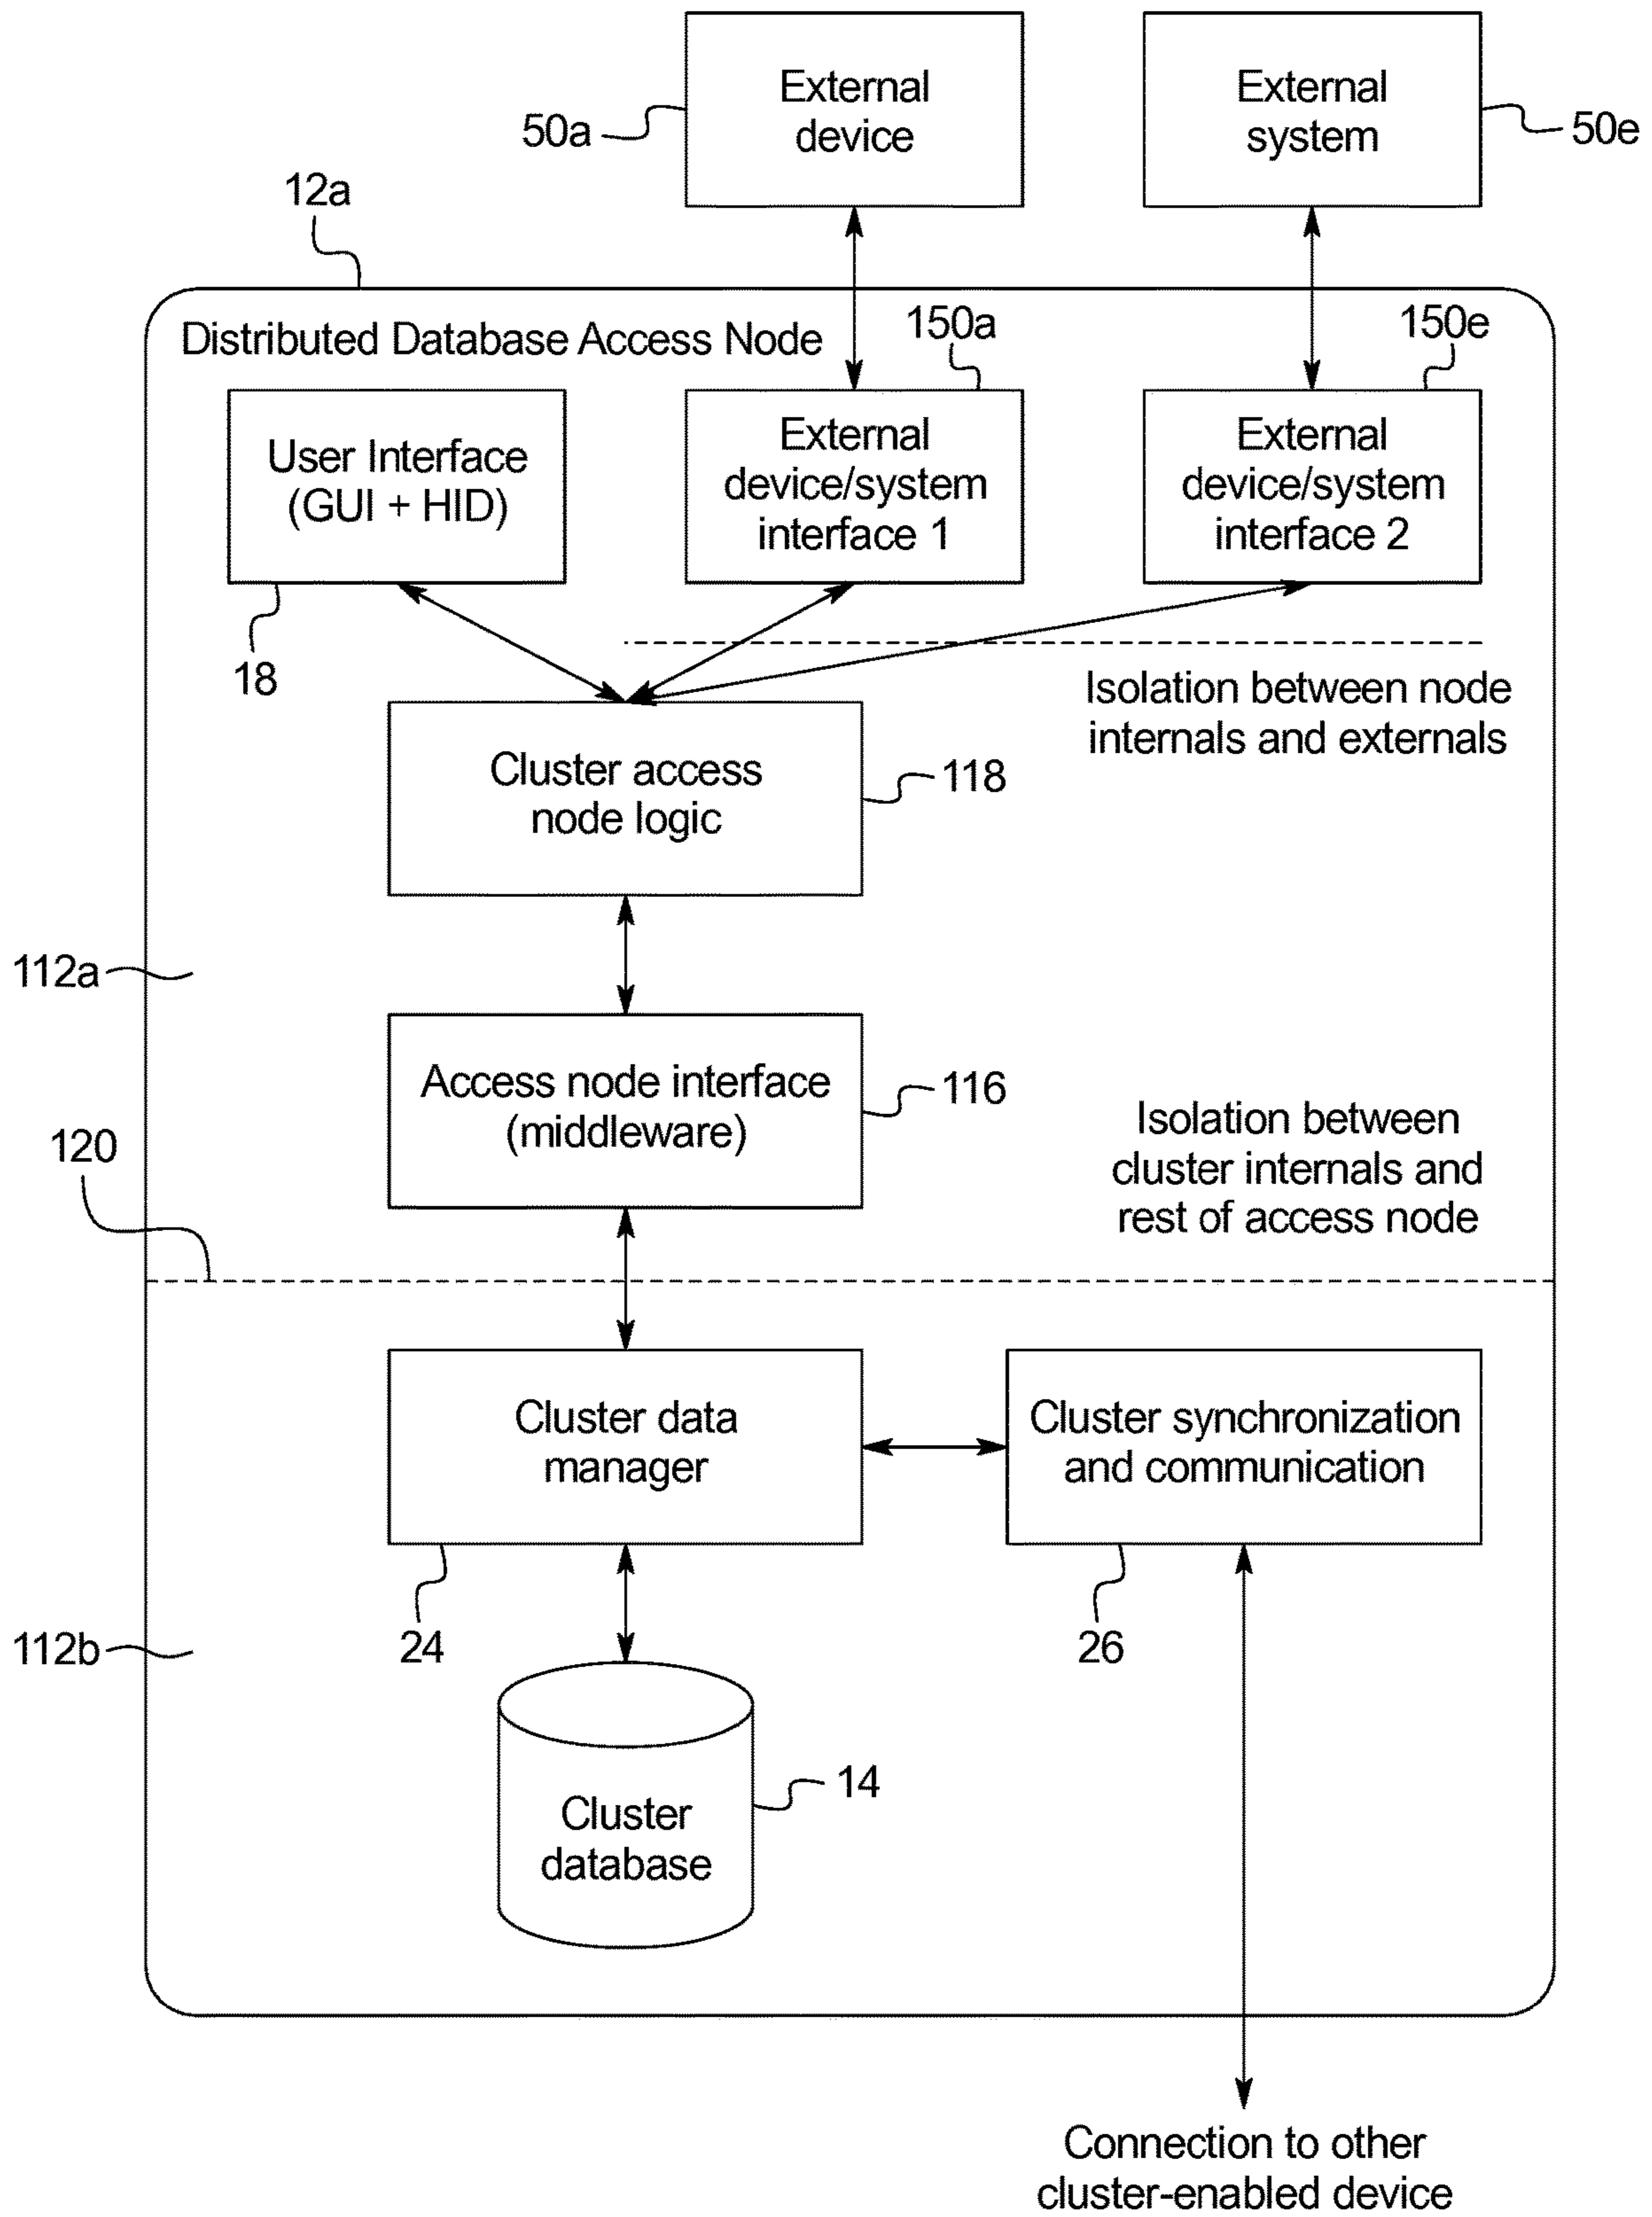 External
device
50a
External
system
50e
12a
Distributed Database Access Node
150a
150e
User Interface
(GUI + HID)
External
device/system
interface 1
External
device/system
interface 2
18
Isolation between node
internals and externals
Cluster access
node logic
118
112a
Access node interface
(middleware)
116
Isolation between
cluster internals and
rest of access node
120
Cluster data
manager
Cluster synchronization
and communication
24
26
112b
Cluster
database
14
Connection to other
cluster-enabled device